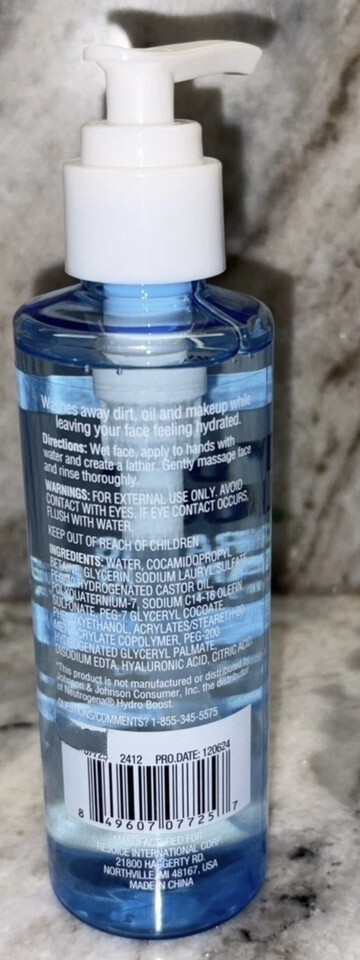 Washes away dirt, oil and makeup while
leaving your face feeling hydrated.
Directions: Wet face, apply to hands with
water and create a lather. Gently massage face
and rinse thoroughly.
WARNINGS: FOR EXTERNAL USE ONLY. AVOID
CONTACT WITH EYES. IF EYE CONTACT OCCURS,
FLUSH WITH WATER.
KEEP OUT OF REACH OF CHILDREN
INGREDIENTS: WATER, COCAMIDOPROPYL
GLYCERIN, SODIUM LAURYL SULFATE,
HYDROGENATED CASTOR OIL,
POLYQUATERNIUM-7, SODIUM C14-16 OLEFIN
SULFONATE, PEG-7 GLYCERYL COCOATE,
ACRYLATES/STEARETH-20
COPOLYMER, PEG-200
HYDROGENATED GLYCERYL PALMATE,
DISODIUM EDTA, HYALURONIC ACID, CITRIC ACID.
*This product is not manufactured or distributed by
Johnson & Johnson Consumer, Inc. the distributor
of Neutrogena® Hydro Boost.
QUESTIONS/COMMENTS? 1-855-345-5575
2412 PRO.DATE: 120624
8 49607 07725 7
MANUFACTURED FOR
REJOICE INTERNATIONAL CORP.
21800 HAGGERTY RD.
NORTHVILLE, MI 48167, USA
MADE IN CHINA